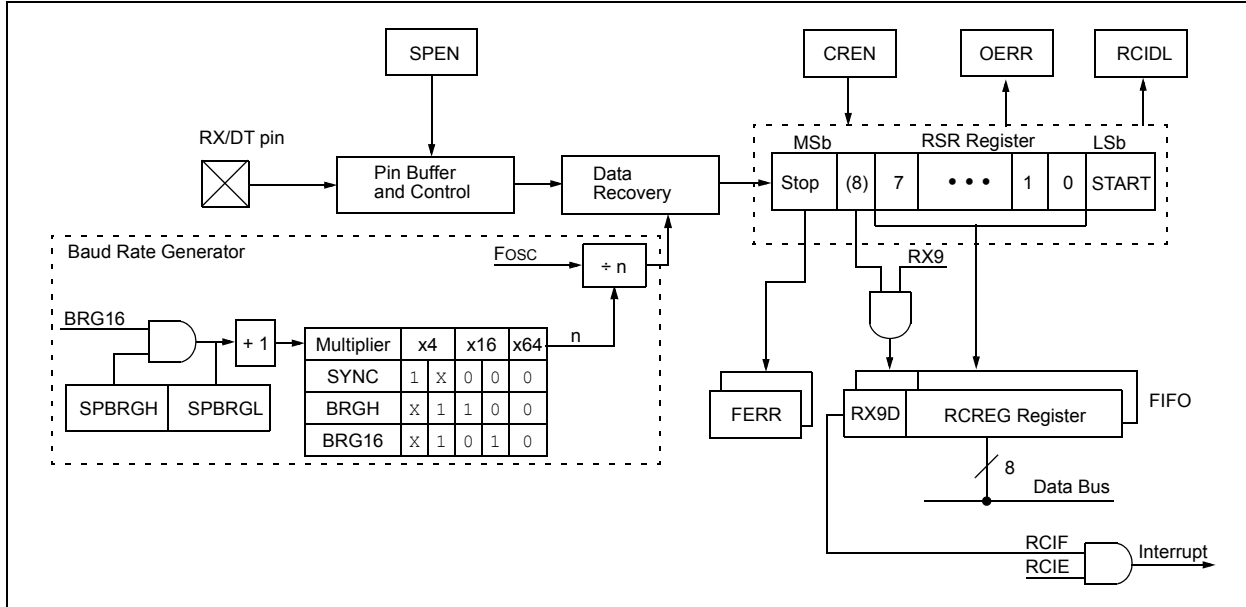 SPEN
CREN
OERR
RCIDL
RX/DT pin
Pin Buffer
and Control
Data
Recovery
MSb RSR Register LSb
Stop (8) 7 • • • 1 0 START
Baud Rate Generator
FOSC
÷ n
RX9
BRG16
+ 1
n
Multiplier x4 x16 x64
SYNC 1 X 0 0 0
BRGH X 1 1 0 0
BRG16 X 1 0 1 0
SPBRGH SPBRGL
FERR
RX9D RCREG Register
FIFO
8
Data Bus
RCIF
RCIE
Interrupt